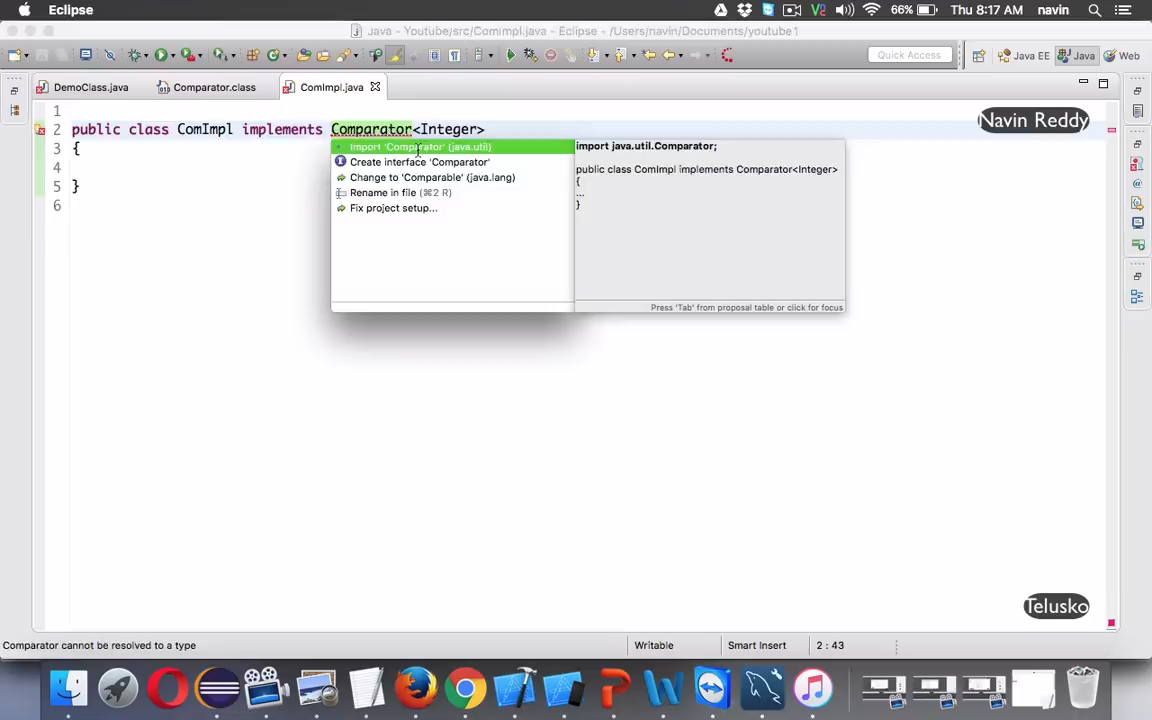 Eclipse
66%
Thu 8:17 AM
navin
Java - Youtube/src/ComImpl.java - Eclipse - /Users/navin/Documents/youtube1
Quick Access
Java EE
Java
Web
DemoClass.java
Comparator.class
ComImpl.java
Navin Reddy
1
2 public class ComImpl implements Comparator<Integer>
3 {
4
5 }
6
Import 'Comparator' (java.util)
Create interface 'Comparator'
Change to 'Comparable' (java.lang)
Rename in file (⌘2 R)
Fix project setup...
import java.util.Comparator;
public class ComImpl implements Comparator<Integer>
{
...
}
Press 'Tab' from proposal table or click for focus
Telusko
Comparator cannot be resolved to a type
Writable
Smart Insert
2 : 43